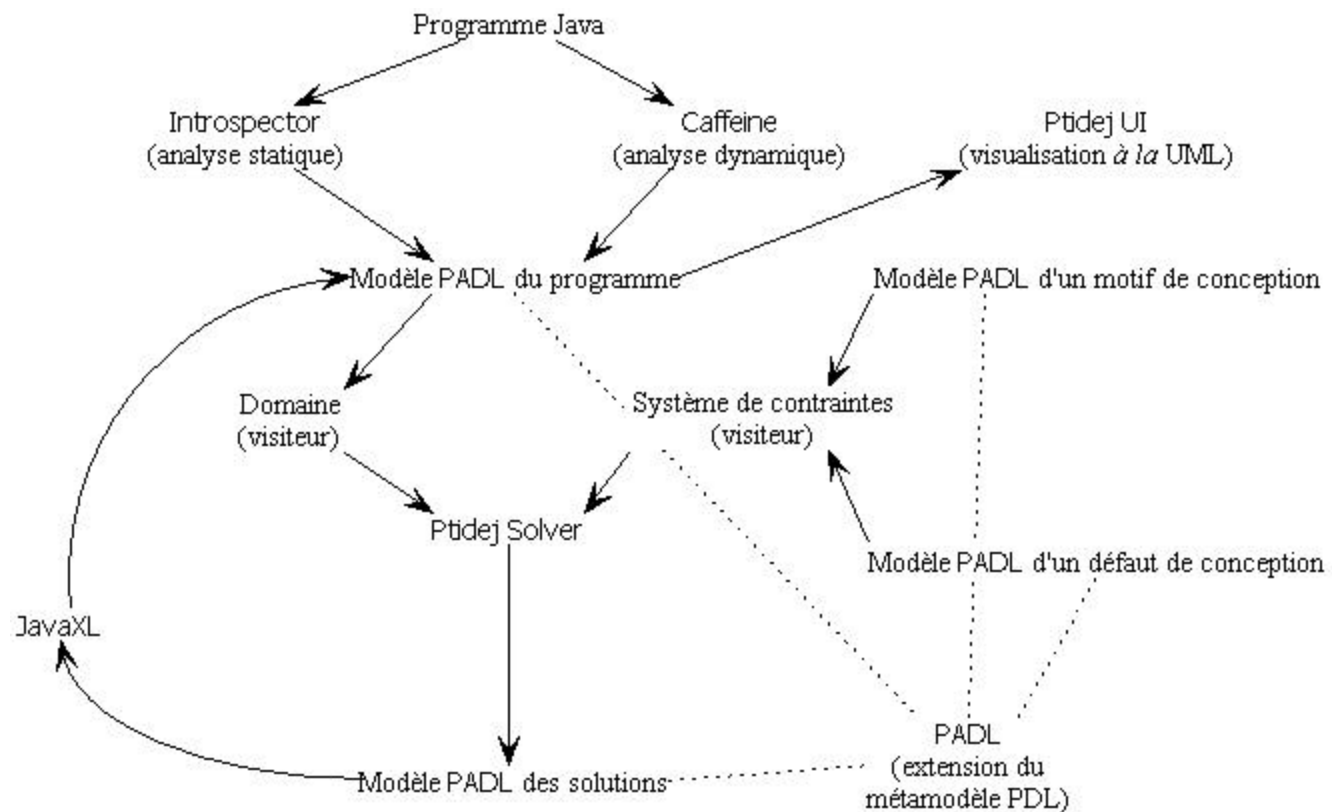 Programme Java
Introspector
(analyse statique)
Caffeine
(analyse dynamique)
Ptidej UI
(visualisation à la UML)
Modèle PADL du programme
Modèle PADL d'un motif de conception
Domaine
(visiteur)
Système de contraintes
(visiteur)
Ptidej Solver
Modèle PADL d'un défaut de conception
JavaXL
Modèle PADL des solutions
PADL
(extension du
métamodèle PDL)